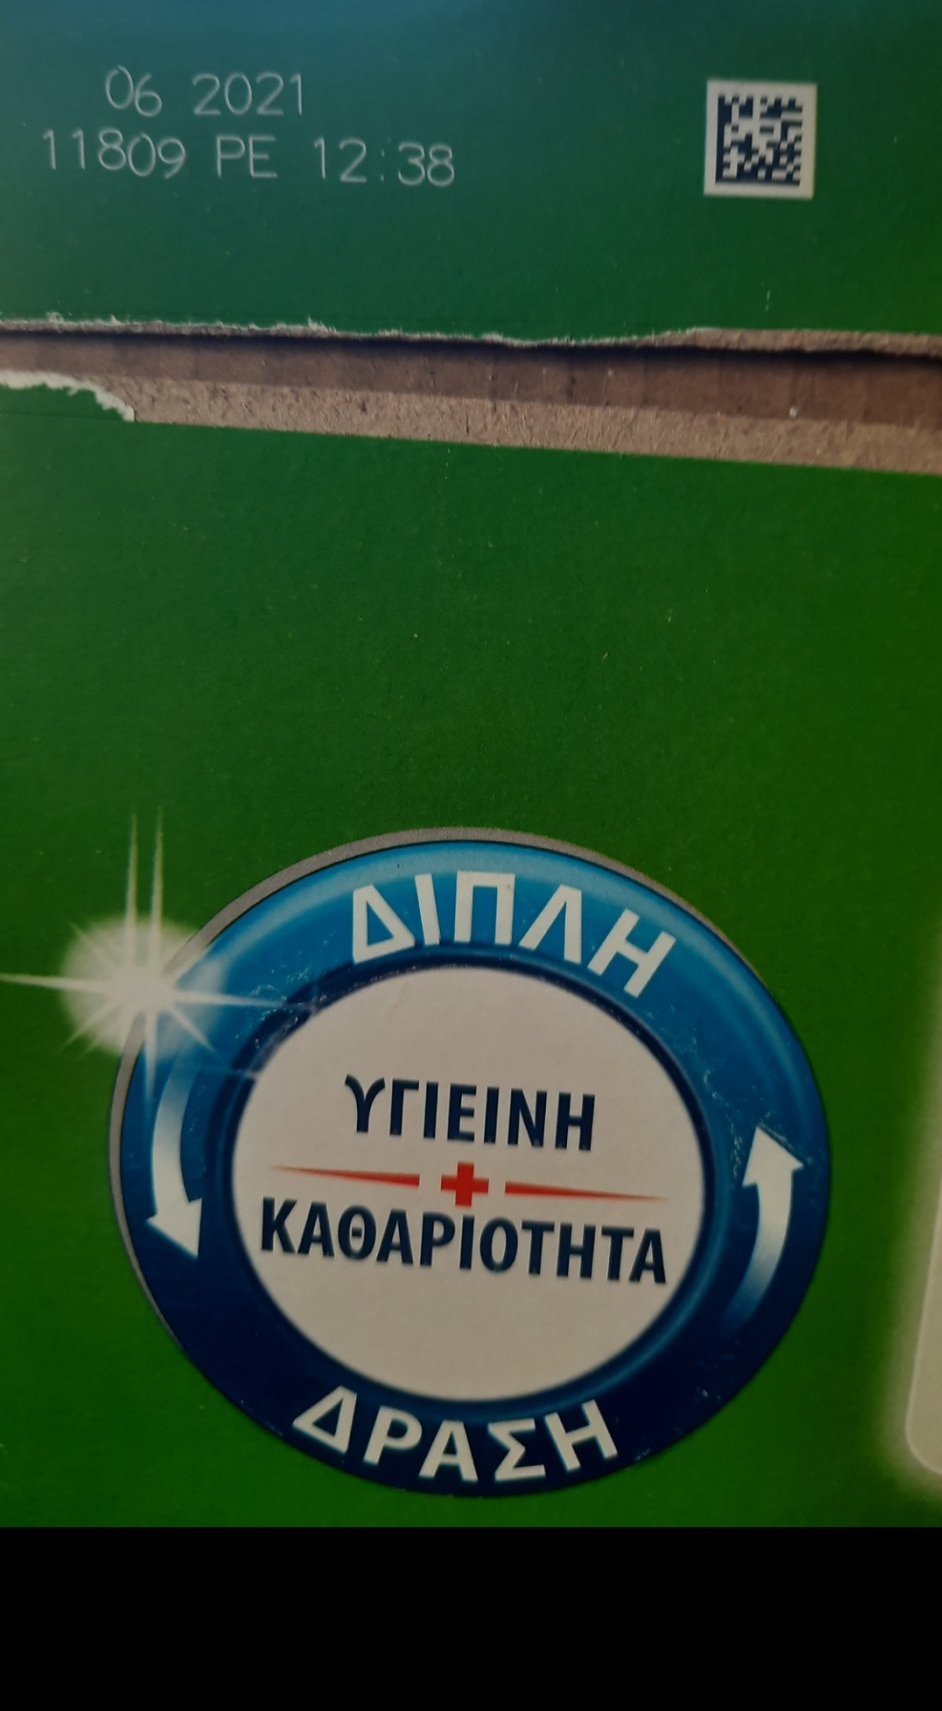 06 2021
11809 PE 12:38
ΔΙΠΛΗ
ΥΓΙΕΙΝΗ
+
ΚΑΘΑΡΙΟΤΗΤΑ
ΔΡΑΣΗ